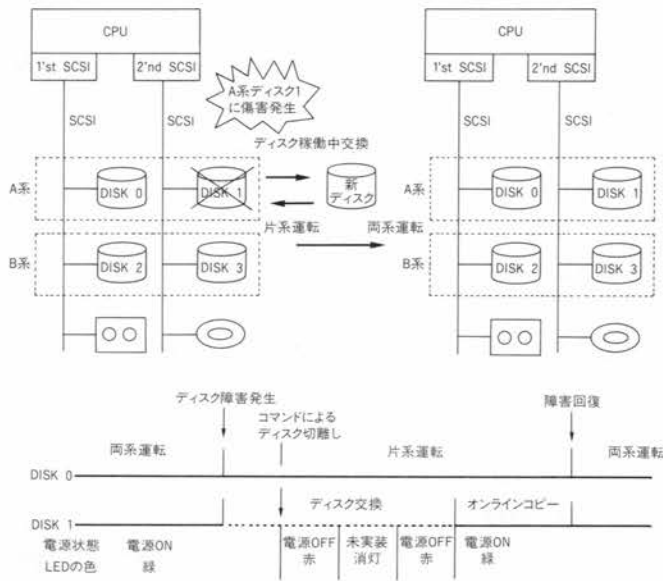 CPU
1'st SCSI
2'nd SCSI
SCSI
SCSI
A系ディスク1
に傷害発生
ディスク稼働中交換
A系
DISK 0
DISK 1
新
ディスク
片系運転
両系運転
B系
DISK 2
DISK 3
CPU
1'st SCSI
2'nd SCSI
SCSI
SCSI
A系
DISK 0
DISK 1
B系
DISK 2
DISK 3
ディスク障害発生
コマンドによる
ディスク切離し
障害回復
両系運転
片系運転
両系運転
DISK 0
ディスク交換
オンラインコピー
DISK 1
電源状態
電源ON
電源OFF
未実装
電源OFF
電源ON
LEDの色
緑
赤
消灯
赤
緑